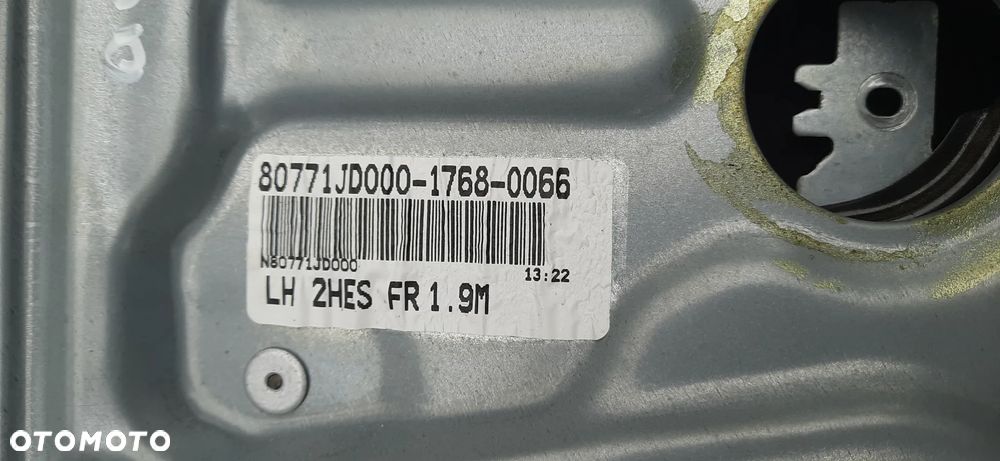 80771JD000-1768-0066
N80771JD000
13:22
LH 2HES FR 1.9M
OTOMOTO